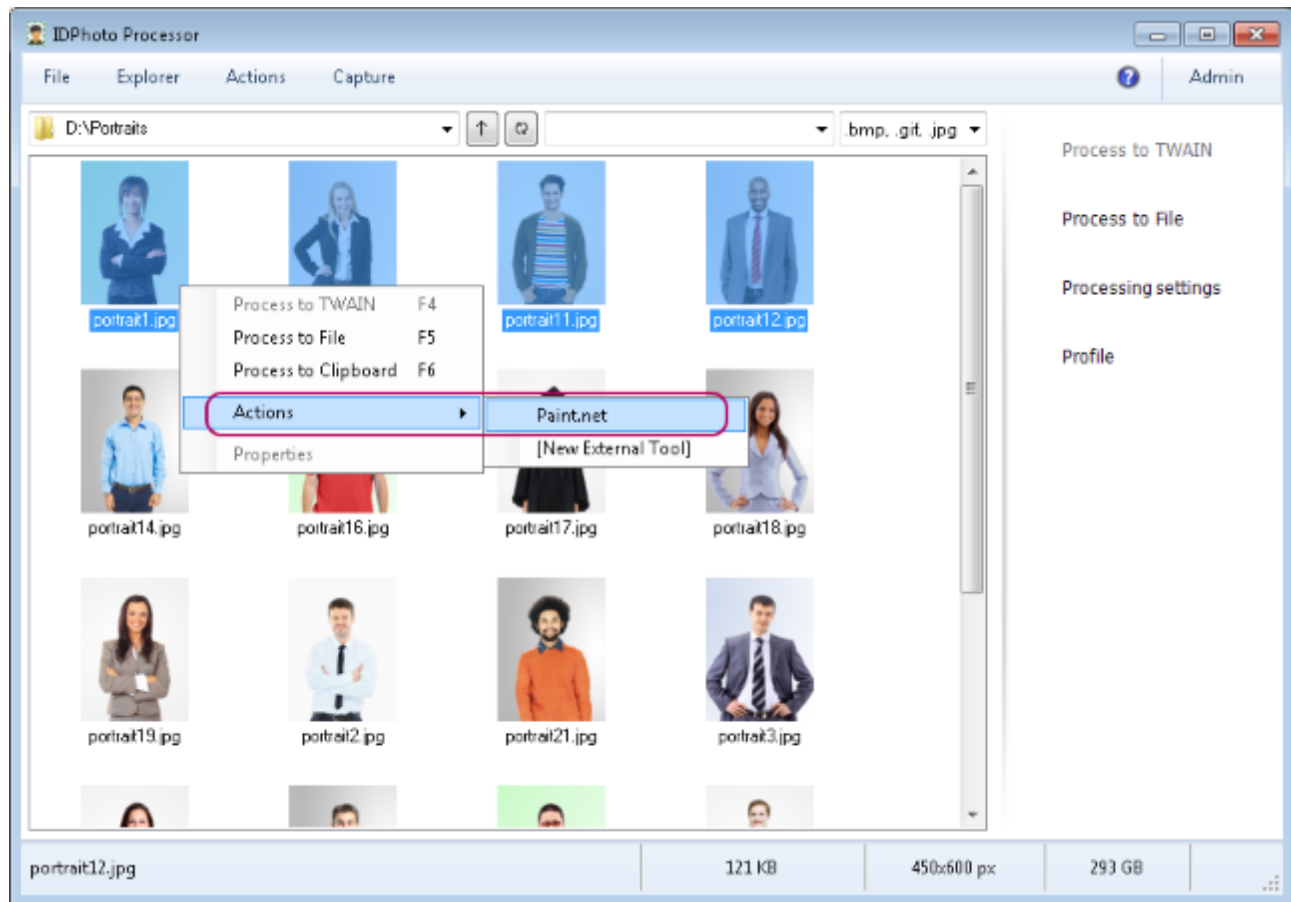 IDPhoto Processor
File Explorer Actions Capture Admin
D:\Portraits .bmp, .gif, .jpg
Process to TWAIN
Process to File
Processing settings
Profile
portrait1.jpg portrait11.jpg portrait12.jpg
Process to TWAIN F4
Process to File F5
Process to Clipboard F6
Actions
Properties
Paint.net
[New External Tool]
portrait14.jpg portrait16.jpg portrait17.jpg portrait18.jpg
portrait19.jpg portrait2.jpg portrait21.jpg portrait3.jpg
portrait12.jpg 121 KB 450x600 px 293 GB